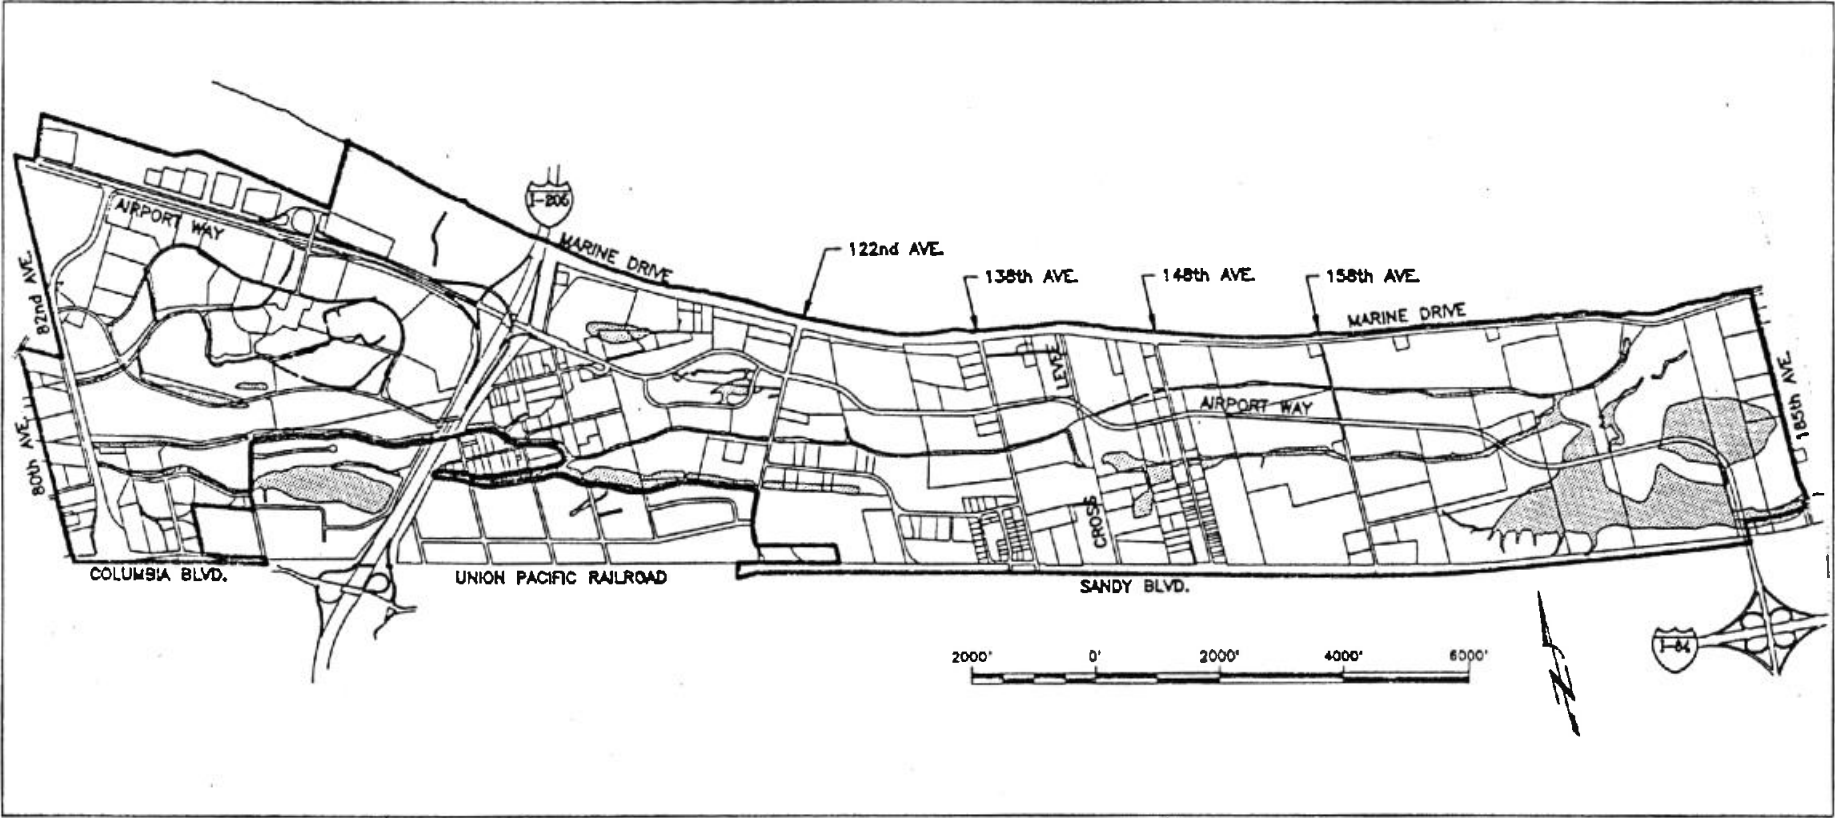 I-205
AIRPORT WAY
MARINE DRIVE
122nd AVE.
138th AVE.
148th AVE.
158th AVE.
MARINE DRIVE
82nd AVE.
LEVEE
185th AVE.
AIRPORT WAY
80th AVE.
CROSS
COLUMBIA BLVD.
UNION PACIFIC RAILROAD
SANDY BLVD.
I-84
2000' 0' 2000' 4000' 6000'
N